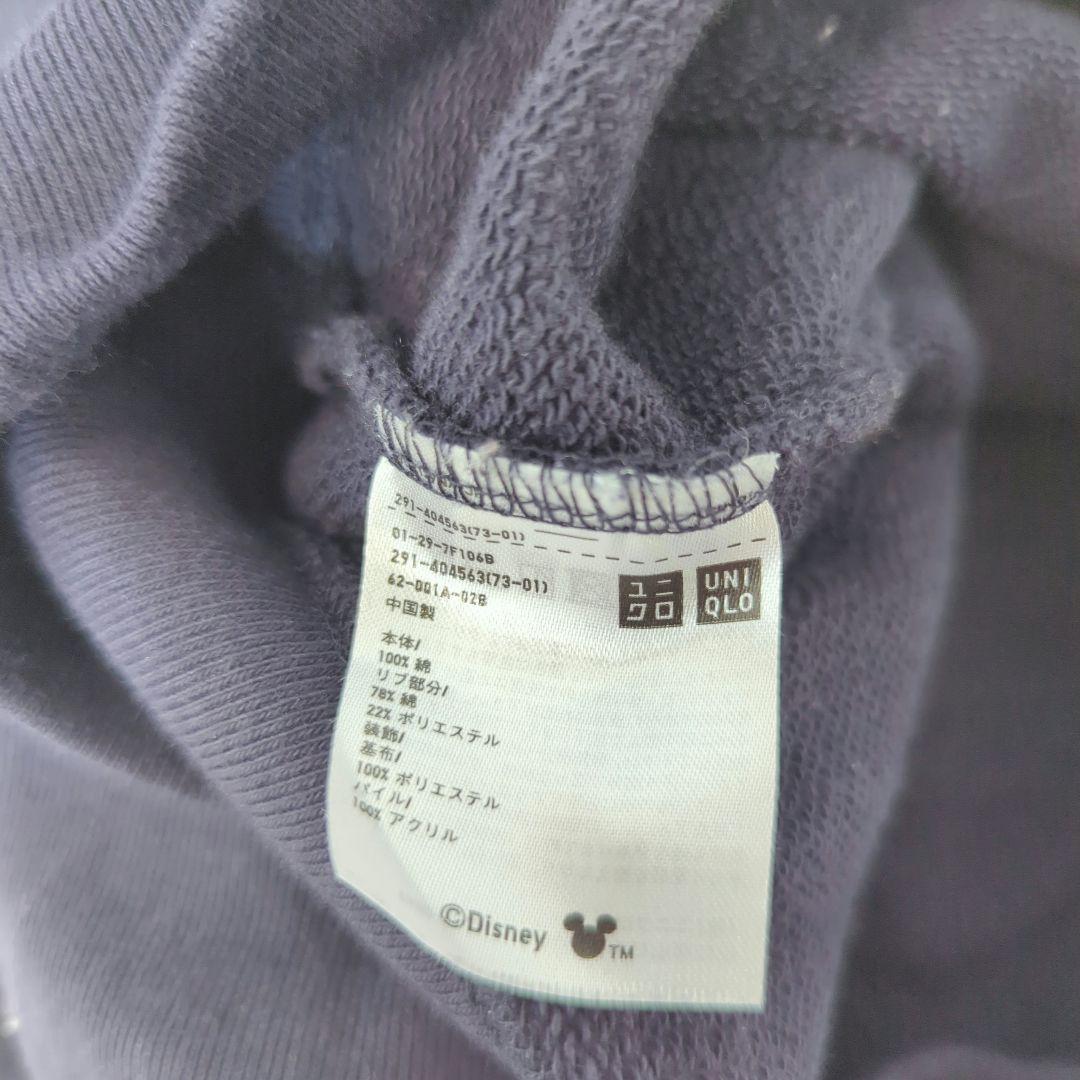 291-404563(73-01)
01-29-7F106B
291-404563(73-01)
62-001A-02B
中国製
ユニクロ
UNIQLO
本体/
100% 綿
リブ部分/
78% 綿
22% ポリエステル
装飾/
基布/
100% ポリエステル
パイル/
100% アクリル
©Disney TM